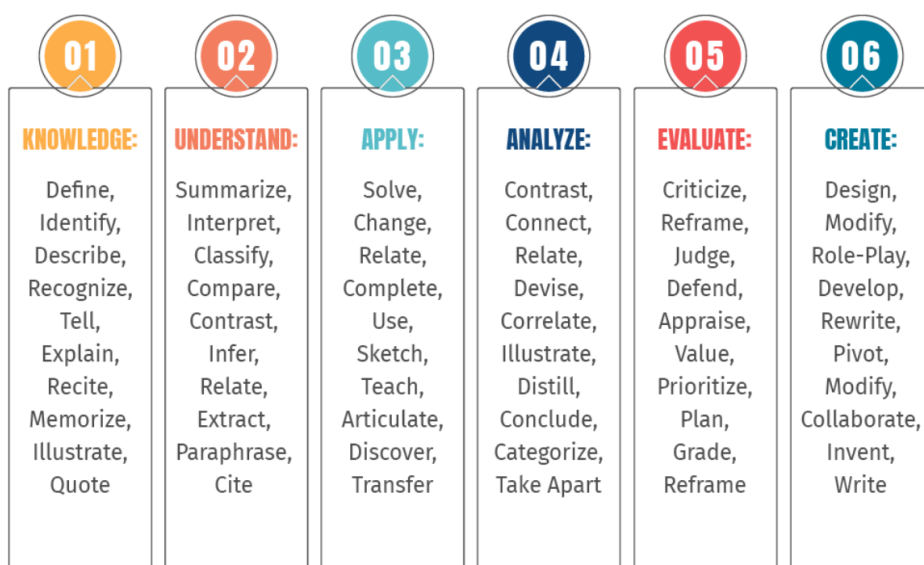 01
KNOWLEDGE:
Define,
Identify,
Describe,
Recognize,
Tell,
Explain,
Recite,
Memorize,
Illustrate,
Quote
02
UNDERSTAND:
Summarize,
Interpret,
Classify,
Compare,
Contrast,
Infer,
Relate,
Extract,
Paraphrase,
Cite
03
APPLY:
Solve,
Change,
Relate,
Complete,
Use,
Sketch,
Teach,
Articulate,
Discover,
Transfer
04
ANALYZE:
Contrast,
Connect,
Relate,
Devise,
Correlate,
Illustrate,
Distill,
Conclude,
Categorize,
Take Apart
05
EVALUATE:
Criticize,
Reframe,
Judge,
Defend,
Appraise,
Value,
Prioritize,
Plan,
Grade,
Reframe
06
CREATE:
Design,
Modify,
Role-Play,
Develop,
Rewrite,
Pivot,
Modify,
Collaborate,
Invent,
Write